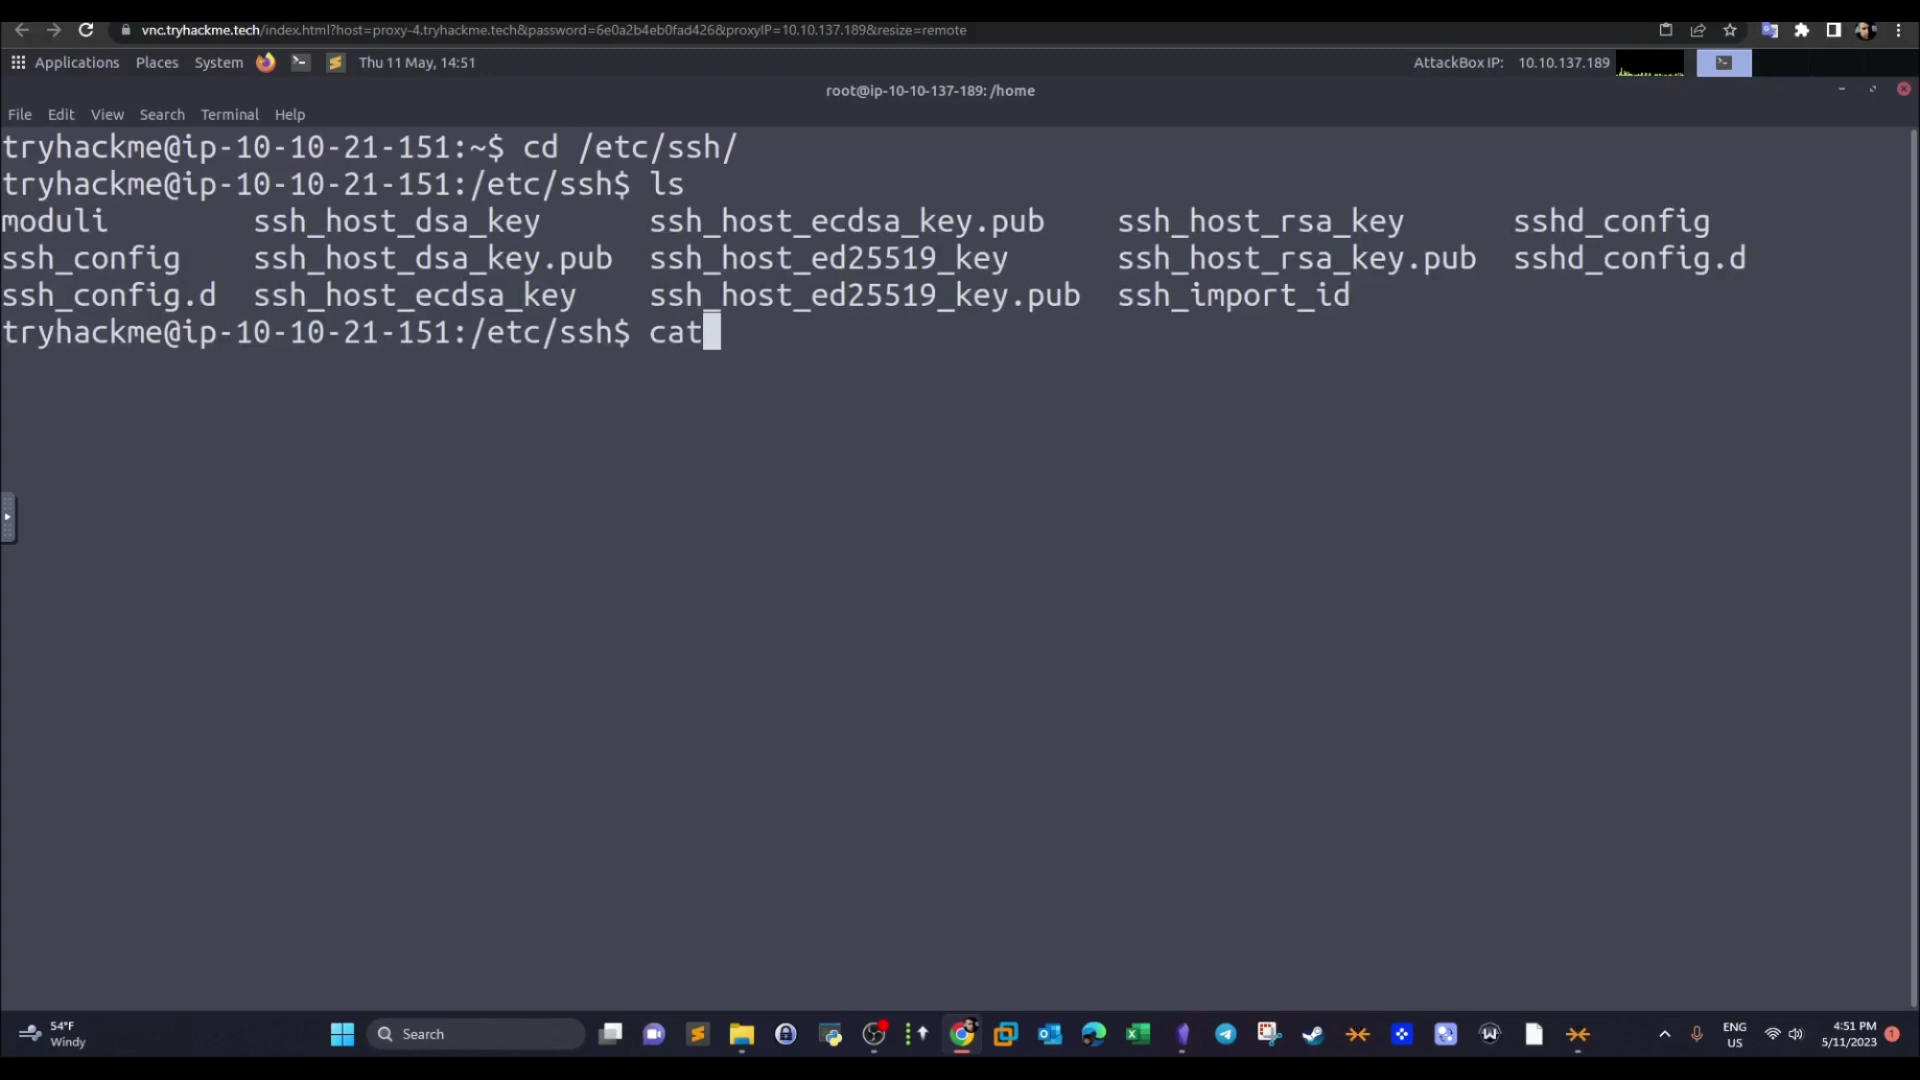 vnc.tryhackme.tech/index.html?host=proxy-4.tryhackme.tech&password=6e0a2b4eb0fad426&proxyIP=10.10.137.189&resize=remote
Applications Places System Thu 11 May, 14:51 AttackBox IP: 10.10.137.189
root@ip-10-10-137-189: /home
File Edit View Search Terminal Help
tryhackme@ip-10-10-21-151:~$ cd /etc/ssh/
tryhackme@ip-10-10-21-151:/etc/ssh$ ls
moduli ssh_host_dsa_key ssh_host_ecdsa_key.pub ssh_host_rsa_key sshd_config
ssh_config ssh_host_dsa_key.pub ssh_host_ed25519_key ssh_host_rsa_key.pub sshd_config.d
ssh_config.d ssh_host_ecdsa_key ssh_host_ed25519_key.pub ssh_import_id
tryhackme@ip-10-10-21-151:/etc/ssh$ cat
54°F
Windy
Search
ENG
US
4:51 PM
5/11/2023
1